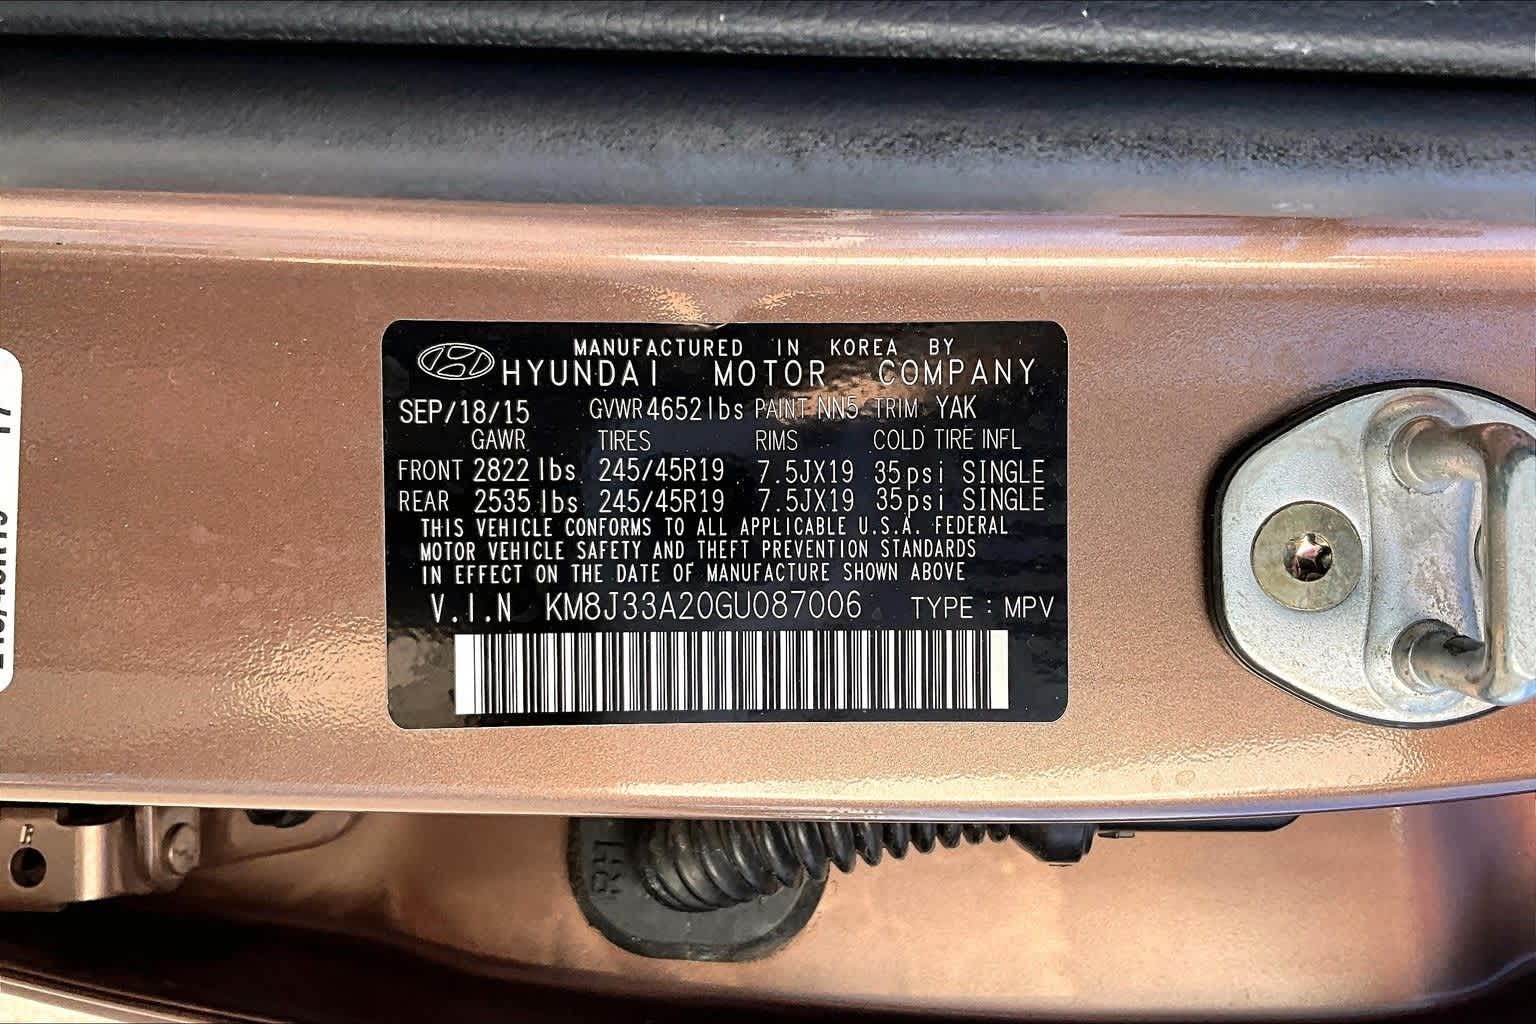 MANUFACTURED IN KOREA BY
HYUNDAI MOTOR COMPANY
SEP/18/15 GVWR 4652lbs PAINT NN5 TRIM YAK
GAWR TIRES RIMS COLD TIRE INFL
FRONT 2822 lbs 245/45R19 7.5JX19 35psi SINGLE
REAR 2535 lbs 245/45R19 7.5JX19 35psi SINGLE
THIS VEHICLE CONFORMS TO ALL APPLICABLE U.S.A. FEDERAL
MOTOR VEHICLE SAFETY AND THEFT PREVENTION STANDARDS
IN EFFECT ON THE DATE OF MANUFACTURE SHOWN ABOVE
V.I.N KM8J33A20GU087006 TYPE : MPV